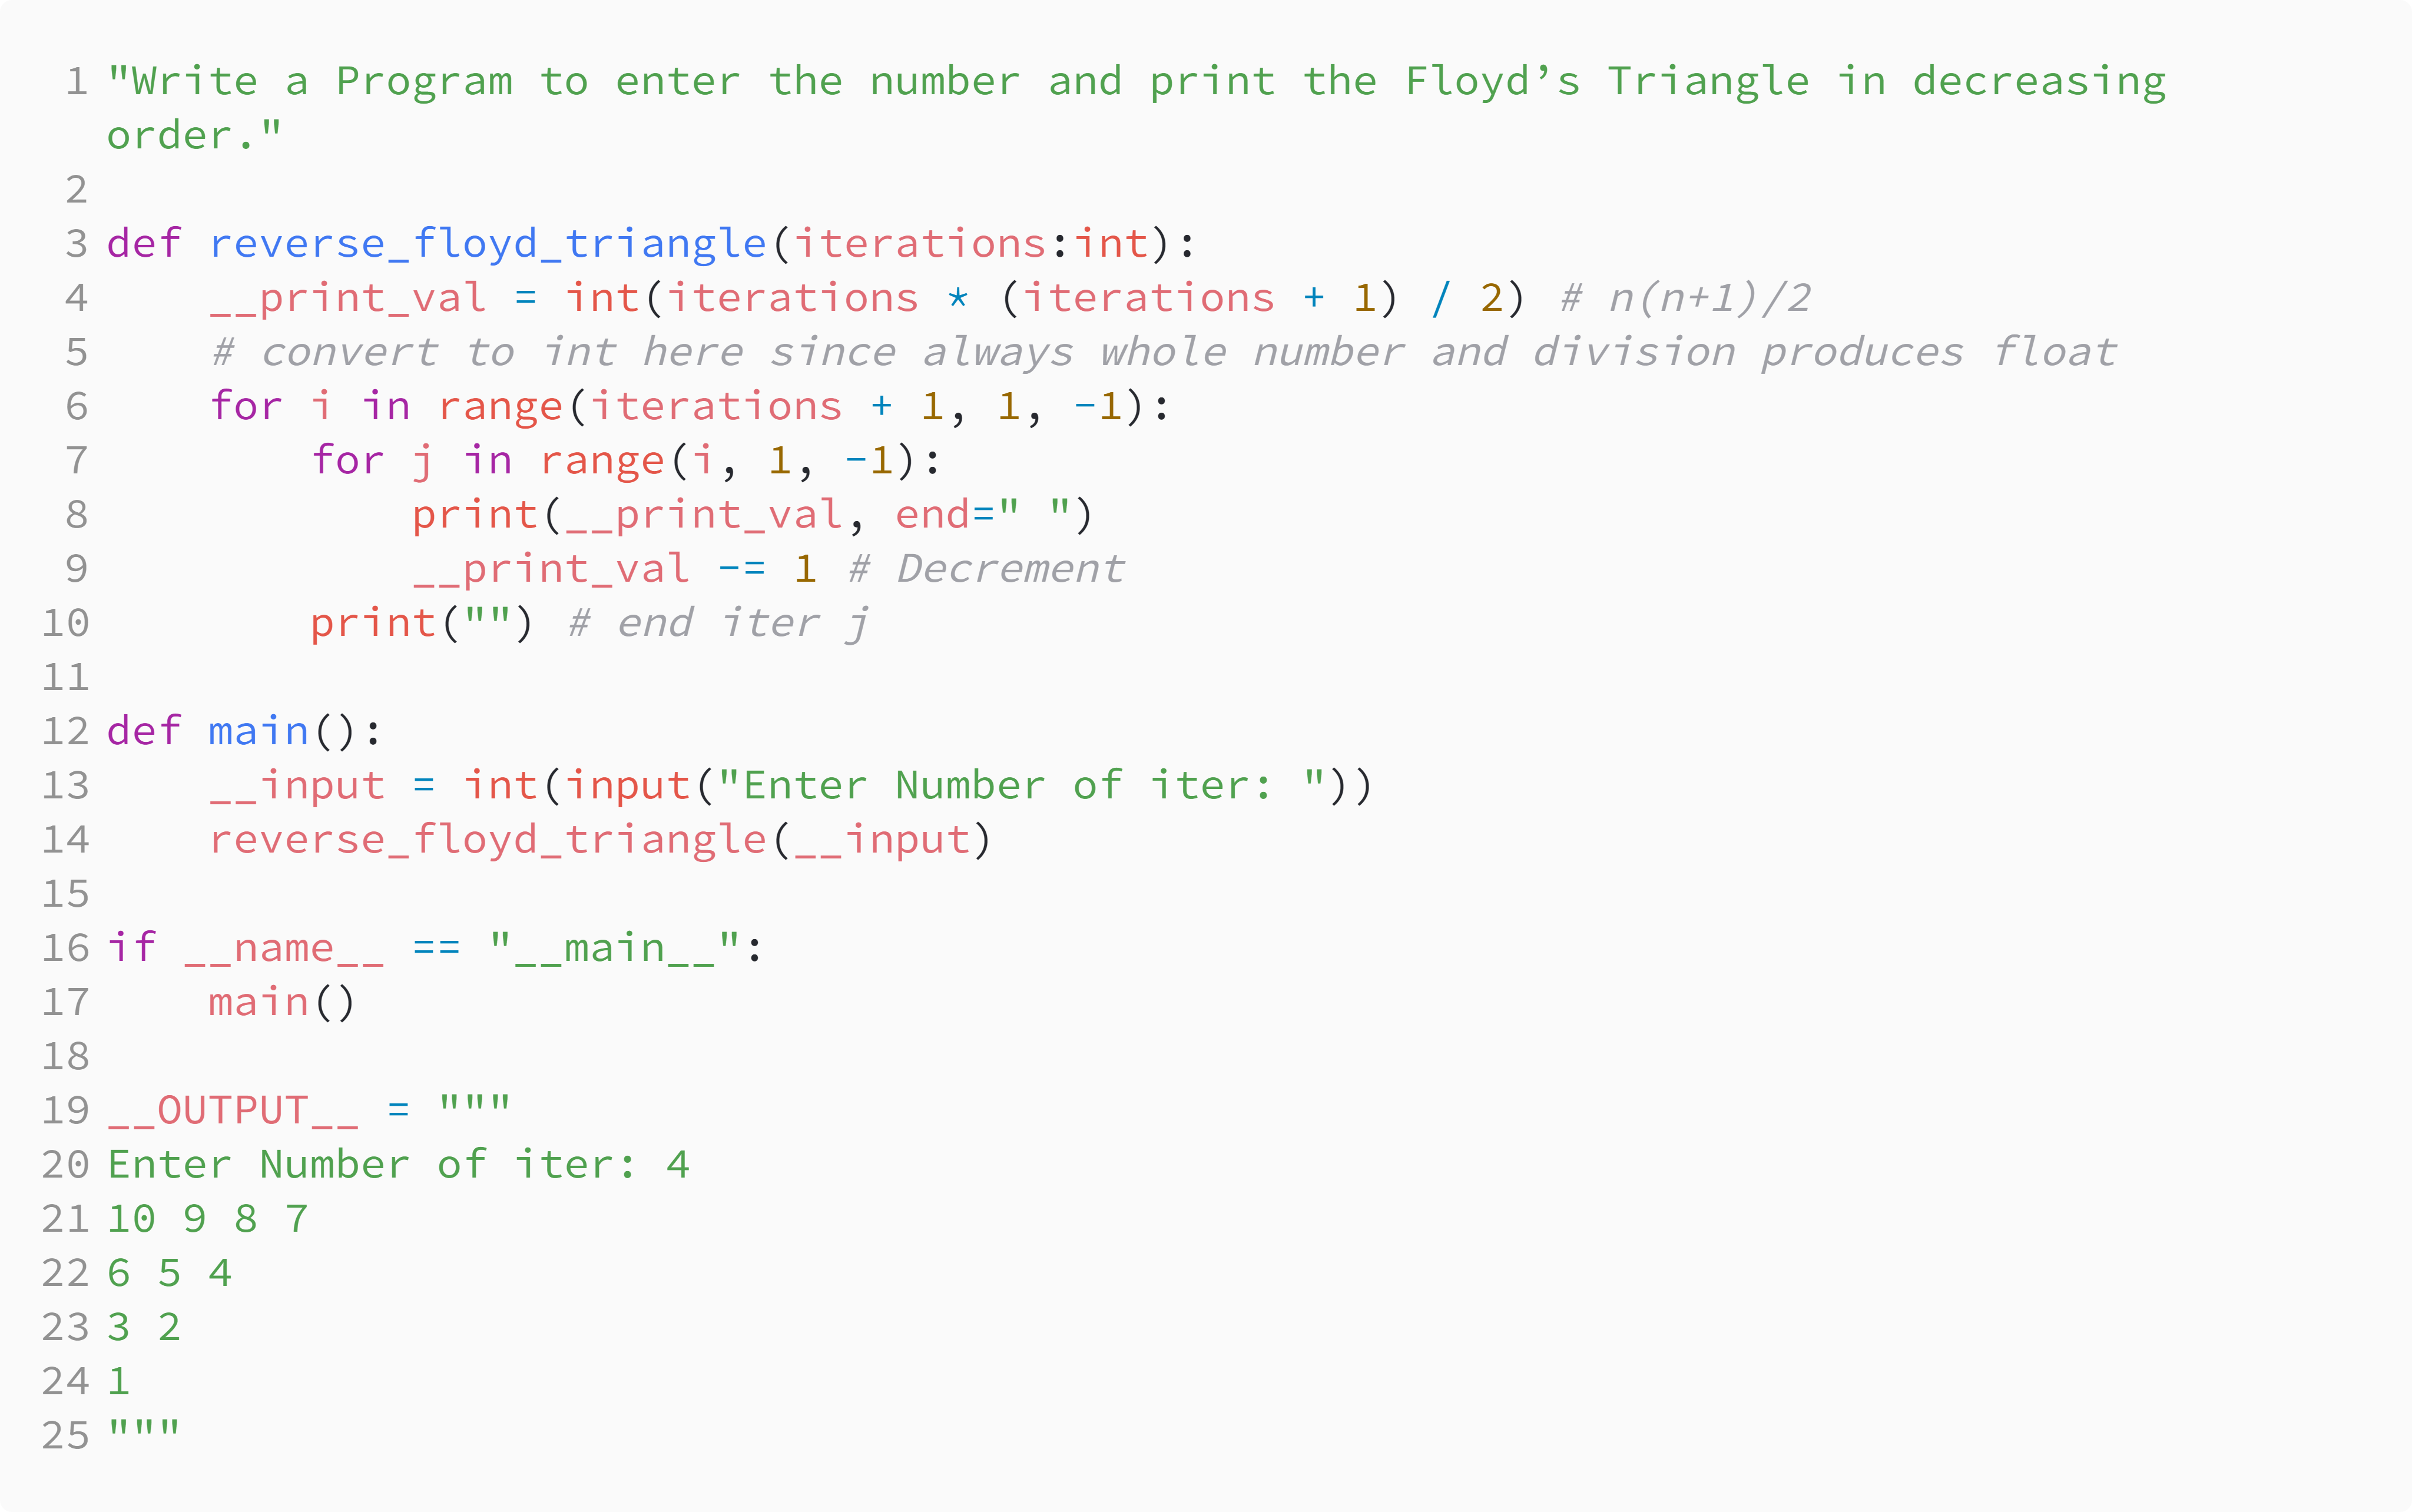 1 "Write a Program to enter the number and print the Floyd’s Triangle in decreasing
order."
2
3 def reverse_floyd_triangle(iterations:int):
4     __print_val = int(iterations * (iterations + 1) / 2) # n(n+1)/2
5     # convert to int here since always whole number and division produces float
6     for i in range(iterations + 1, 1, -1):
7         for j in range(i, 1, -1):
8             print(__print_val, end=" ")
9             __print_val -= 1 # Decrement
10         print("") # end iter j
11
12 def main():
13     __input = int(input("Enter Number of iter: "))
14     reverse_floyd_triangle(__input)
15
16 if __name__ == "__main__":
17     main()
18
19 __OUTPUT__ = """
20 Enter Number of iter: 4
21 10 9 8 7
22 6 5 4
23 3 2
24 1
25 """